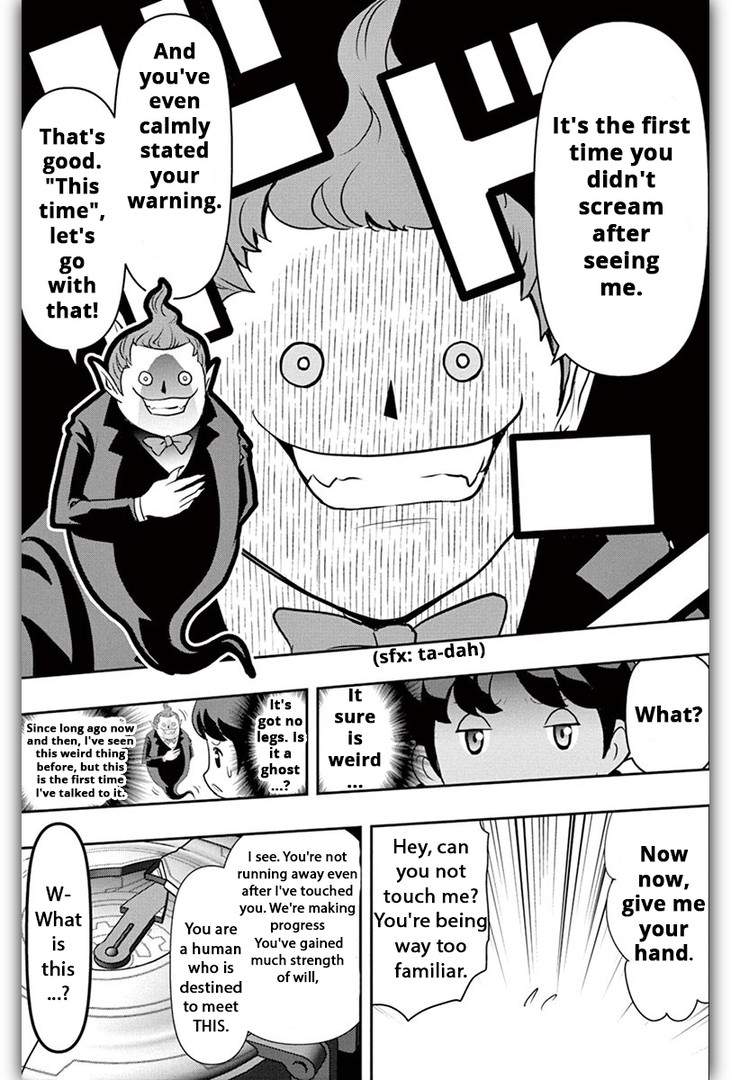 It's the first
time you
didn't
scream
after
seeing
me.
And
you've
even
calmly
stated
your
warning.
That's
good.
"This
time",
let's
go
with
that!
ド
ド
(sfx: ta-dah)
What?
It
sure
is
weird
...
It's
got no
legs. Is
it a
ghost
...?
Since long ago now
and then, I've seen
this weird thing
before, but this
is the first time
I've talked to it.
Now
now,
give me
your
hand.
Hey, can
you not
touch me?
You're being
way too
familiar.
I see. You're not
running away even
after I've touched
you. We're making
progress
You've gained
much strength
of will,
You are
a human
who is
destined
to meet
THIS.
W-
What
is
this
...?